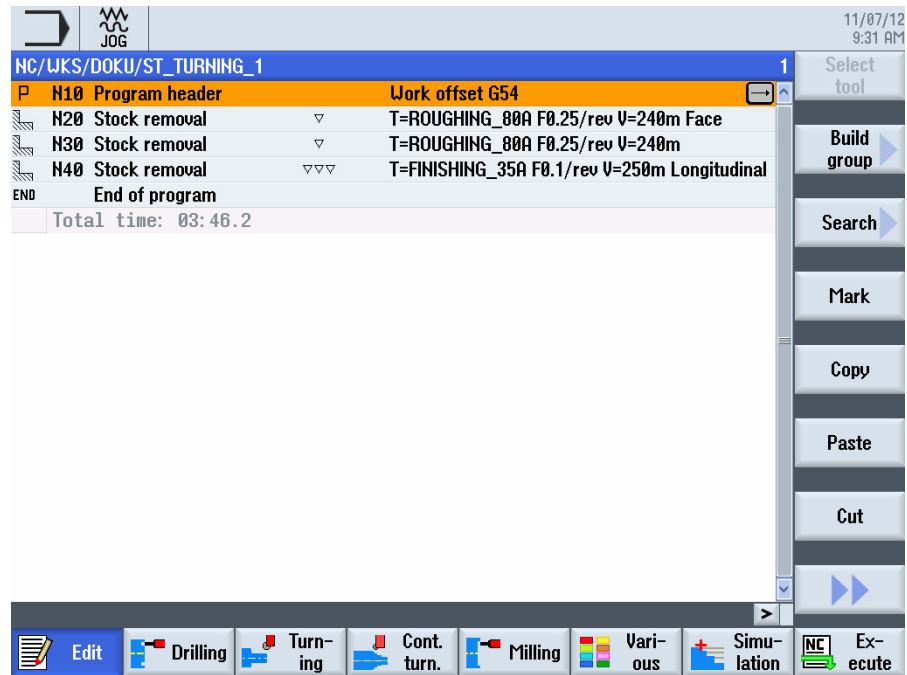 JOG
11/07/12
9:31 AM
NC/WKS/DOKU/ST_TURNING_1 1
P N10 Program header Work offset G54
N20 Stock removal ▽ T=ROUGHING_80A F0.25/rev V=240m Face
N30 Stock removal ▽ T=ROUGHING_80A F0.25/rev V=240m
N40 Stock removal ▽▽▽ T=FINISHING_35A F0.1/rev V=250m Longitudinal
END End of program
Total time: 03:46.2
Select
tool
Build
group
Search
Mark
Copy
Paste
Cut
Edit
Drilling
Turn-
ing
Cont.
turn.
Milling
Vari-
ous
Simu-
lation
NC Ex-
ecute